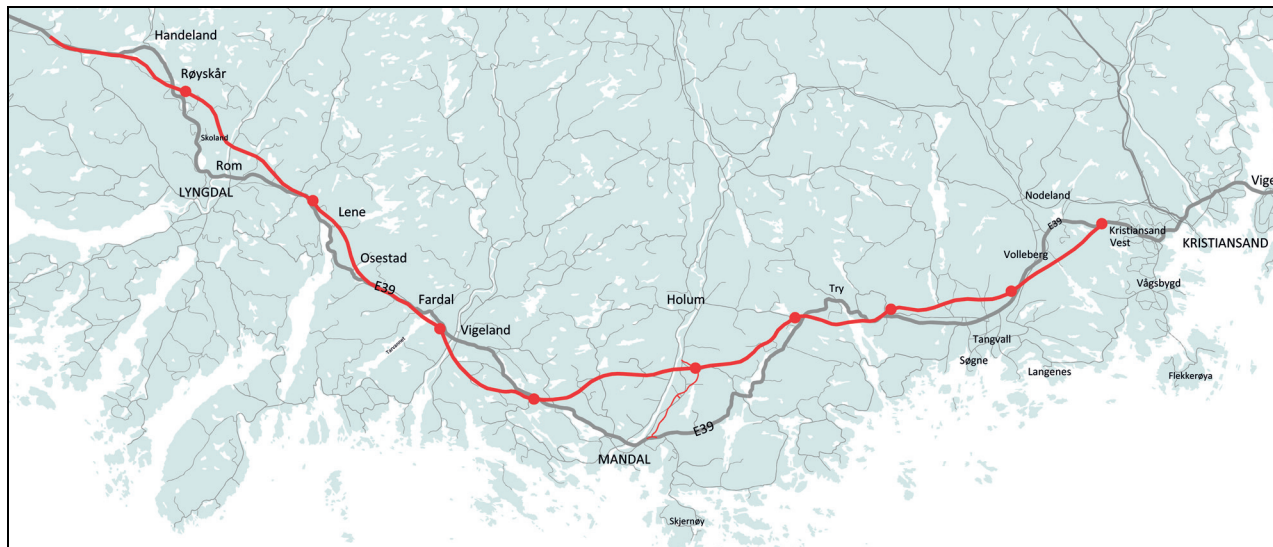 Handeland
Røyskår
Skoland
Rom
LYNGDAL
Lene
Osestad
E39
Fardal
Vigeland
Holum
Try
E39
MANDAL
Skjernøy
Nodeland
E39
Kristiansand
Vest
Vige
KRISTIANSAND
Volleberg
Vågsbygd
Tangvall
Søgne
Langenes
Flekkerøya